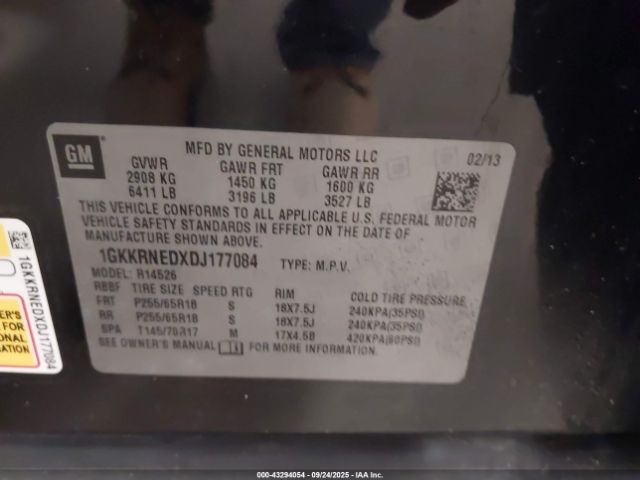 GM
MFD BY GENERAL MOTORS LLC
02/13
GVWR GAWR FRT GAWR RR
2908 KG 1450 KG 1600 KG
6411 LB 3196 LB 3527 LB
THIS VEHICLE CONFORMS TO ALL APPLICABLE U.S. FEDERAL MOTOR
VEHICLE SAFETY STANDARDS IN EFFECT ON THE DATE OF
MANUFACTURE SHOWN ABOVE.
1GKKRNEDXDJ177084 TYPE: M.P.V.
MODEL: R14526
RBBF TIRE SIZE SPEED RTG RIM COLD TIRE PRESSURE
FRT P255/65R18 S 18X7.5J 240KPA(35PSI)
RR P255/65R18 S 18X7.5J 240KPA(35PSI)
SPA T145/70R17 M 17X4.5B 420KPA(60PSI)
SEE OWNER'S MANUAL FOR MORE INFORMATION.
1GKKRNEDXDJ177084
FOR
ONAL
ATION.
000-43294054 - 09/24/2025 - IAA Inc.